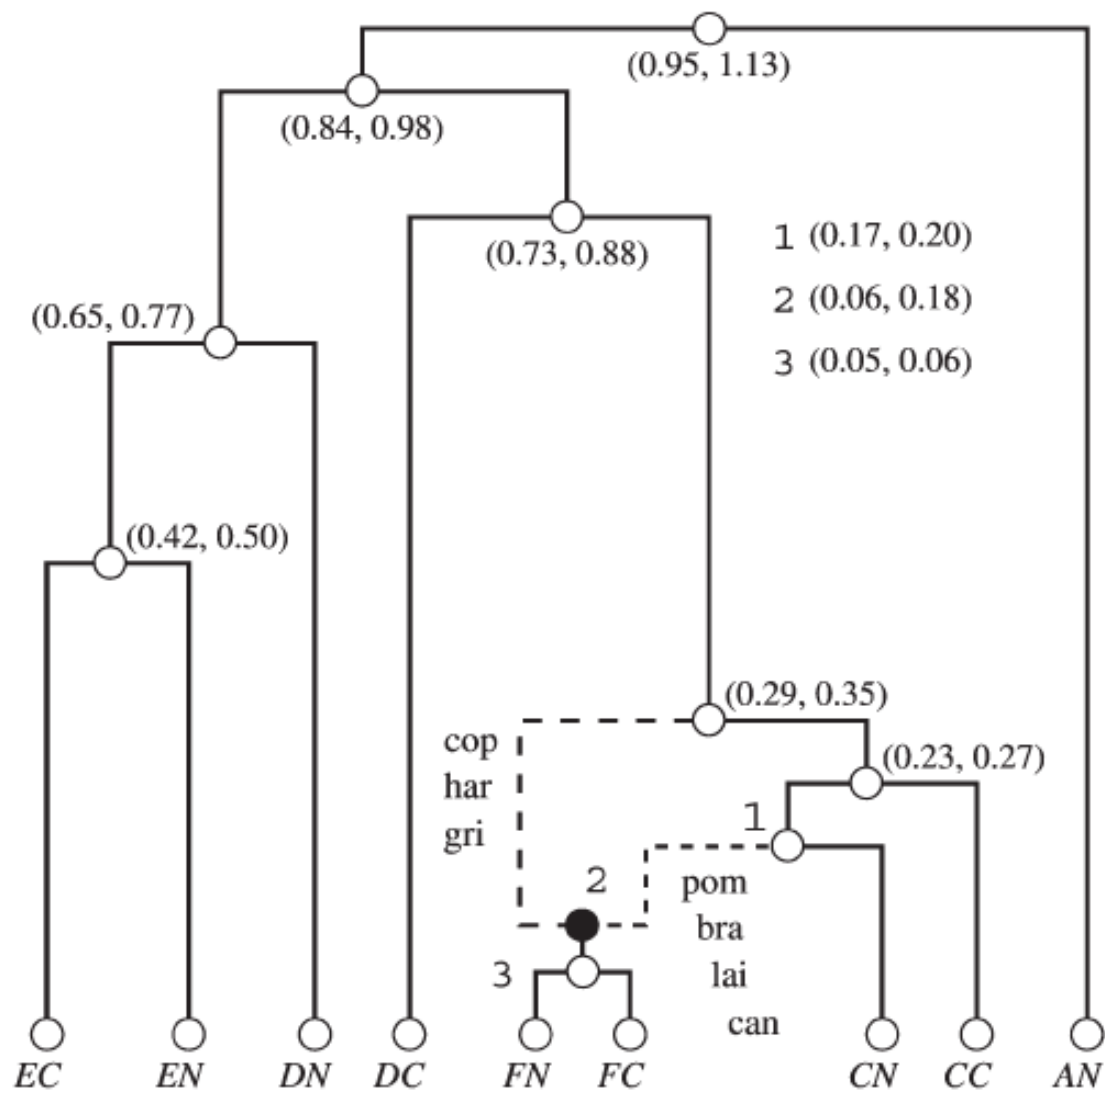 (0.95, 1.13)
(0.84, 0.98)
(0.73, 0.88)
1 (0.17, 0.20)
2 (0.06, 0.18)
3 (0.05, 0.06)
(0.65, 0.77)
(0.42, 0.50)
(0.29, 0.35)
(0.23, 0.27)
cop
har
gri
1
2
3
pom
bra
lai
can
EC EN DN DC FN FC CN CC AN